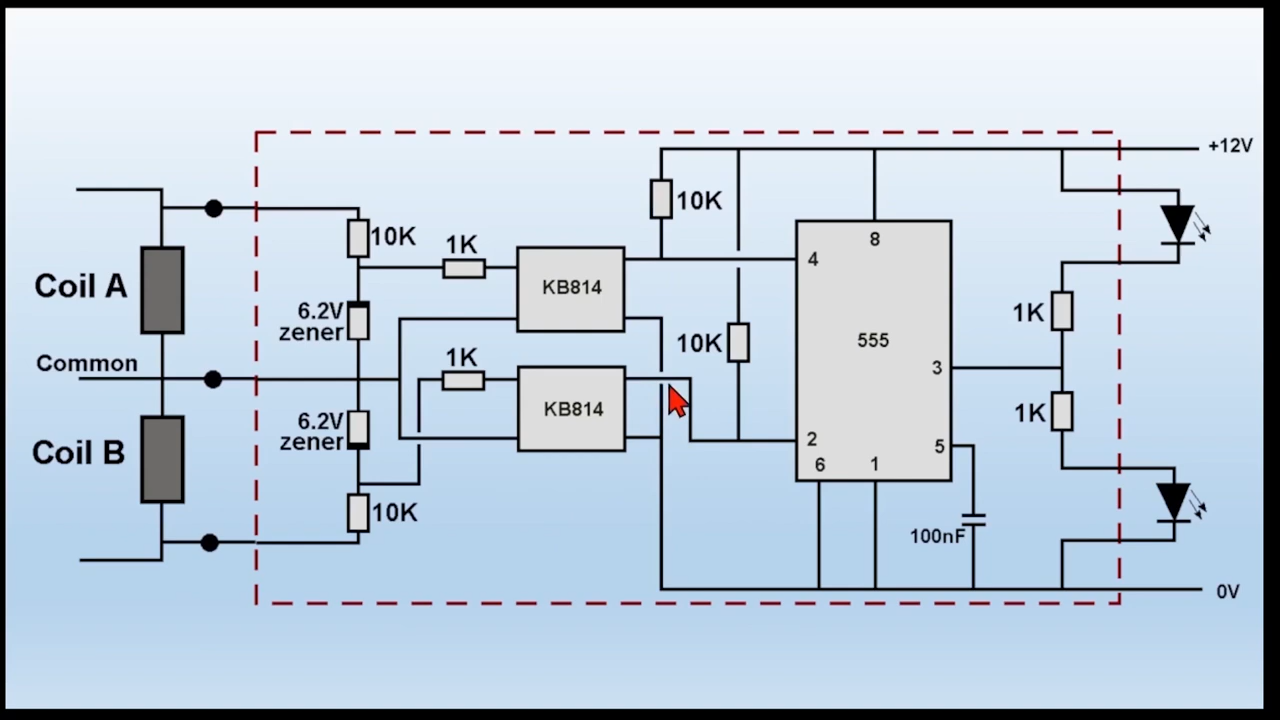 +12V
10K
10K
1K
8
4
KB814
Coil A
6.2V
zener
1K
555
10K
1K
Common
3
KB814
1K
6.2V
zener
2
5
Coil B
6
1
10K
100nF
0V